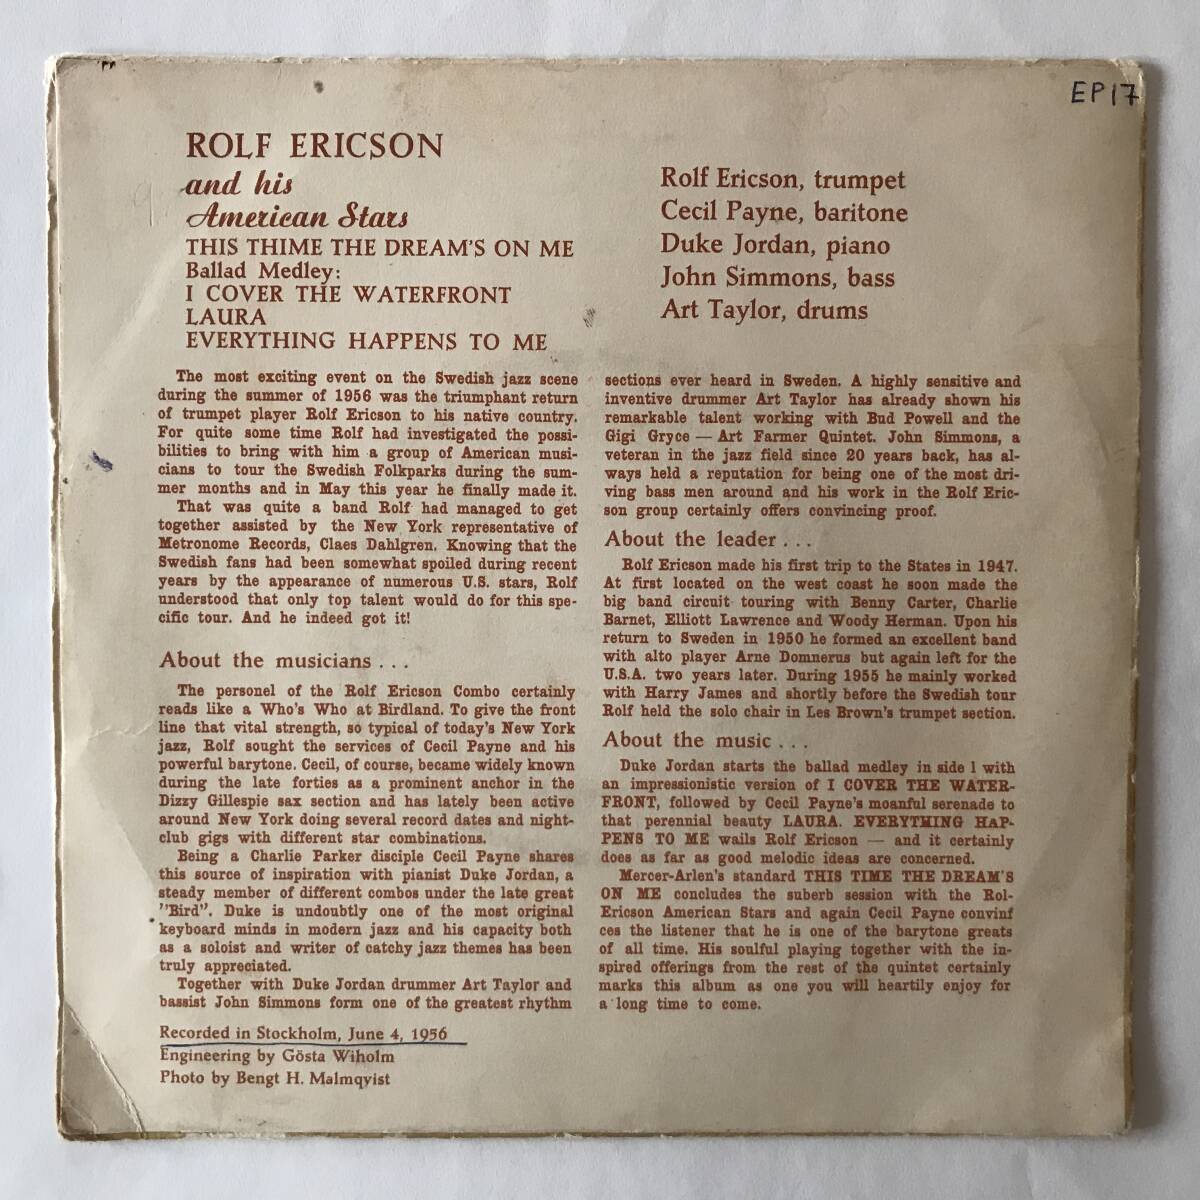 EP17
ROLF ERICSON
and his
American Stars
THIS THIME THE DREAM'S ON ME
Ballad Medley:
I COVER THE WATERFRONT
LAURA
EVERYTHING HAPPENS TO ME
Rolf Ericson, trumpet
Cecil Payne, baritone
Duke Jordan, piano
John Simmons, bass
Art Taylor, drums
The most exciting event on the Swedish jazz scene
during the summer of 1956 was the triumphant return
of trumpet player Rolf Ericson to his native country.
For quite some time Rolf had investigated the possi-
bilities to bring with him a group of American musi-
cians to tour the Swedish Folkparks during the sum-
mer months and in May this year he finally made it.
That was quite a band Rolf had managed to get
together assisted by the New York representative of
Metronome Records, Claes Dahlgren. Knowing that the
Swedish fans had been somewhat spoiled during recent
years by the appearance of numerous U.S. stars, Rolf
understood that only top talent would do for this spe-
cific tour. And he indeed got it!
About the musicians . . .
The personel of the Rolf Ericson Combo certainly
reads like a Who's Who at Birdland. To give the front
line that vital strength, so typical of today's New York
jazz, Rolf sought the services of Cecil Payne and his
powerful barytone. Cecil, of course, became widely known
during the late forties as a prominent anchor in the
Dizzy Gillespie sax section and has lately been active
around New York doing several record dates and night-
club gigs with different star combinations.
Being a Charlie Parker disciple Cecil Payne shares
this source of inspiration with pianist Duke Jordan, a
steady member of different combos under the late great
"Bird". Duke is undoubtly one of the most original
keyboard minds in modern jazz and his capacity both
as a soloist and writer of catchy jazz themes has been
truly appreciated.
Together with Duke Jordan drummer Art Taylor and
bassist John Simmons form one of the greatest rhythm
sections ever heard in Sweden. A highly sensitive and
inventive drummer Art Taylor has already shown his
remarkable talent working with Bud Powell and the
Gigi Gryce — Art Farmer Quintet. John Simmons, a
veteran in the jazz field since 20 years back, has al-
ways held a reputation for being one of the most dri-
ving bass men around and his work in the Rolf Eric-
son group certainly offers convincing proof.
About the leader . . .
Rolf Ericson made his first trip to the States in 1947.
At first located on the west coast he soon made the
big band circuit touring with Benny Carter, Charlie
Barnet, Elliott Lawrence and Woody Herman. Upon his
return to Sweden in 1950 he formed an excellent band
with alto player Arne Domnerus but again left for the
U.S.A. two years later. During 1955 he mainly worked
with Harry James and shortly before the Swedish tour
Rolf held the solo chair in Les Brown's trumpet section.
About the music . . .
Duke Jordan starts the ballad medley in side 1 with
an impressionistic version of I COVER THE WATER-
FRONT, followed by Cecil Payne's moanful serenade to
that perennial beauty LAURA. EVERYTHING HAP-
PENS TO ME wails Rolf Ericson — and it certainly
does as far as good melodic ideas are concerned.
Mercer-Arlen's standard THIS TIME THE DREAM'S
ON ME concludes the suberb session with the Rol-
Ericson American Stars and again Cecil Payne convinf
ces the listener that he is one of the barytone greats
of all time. His soulful playing together with the in-
spired offerings from the rest of the quintet certainly
marks this album as one you will heartily enjoy for
a long time to come.
Recorded in Stockholm, June 4, 1956
Engineering by Gösta Wiholm
Photo by Bengt H. Malmqvist